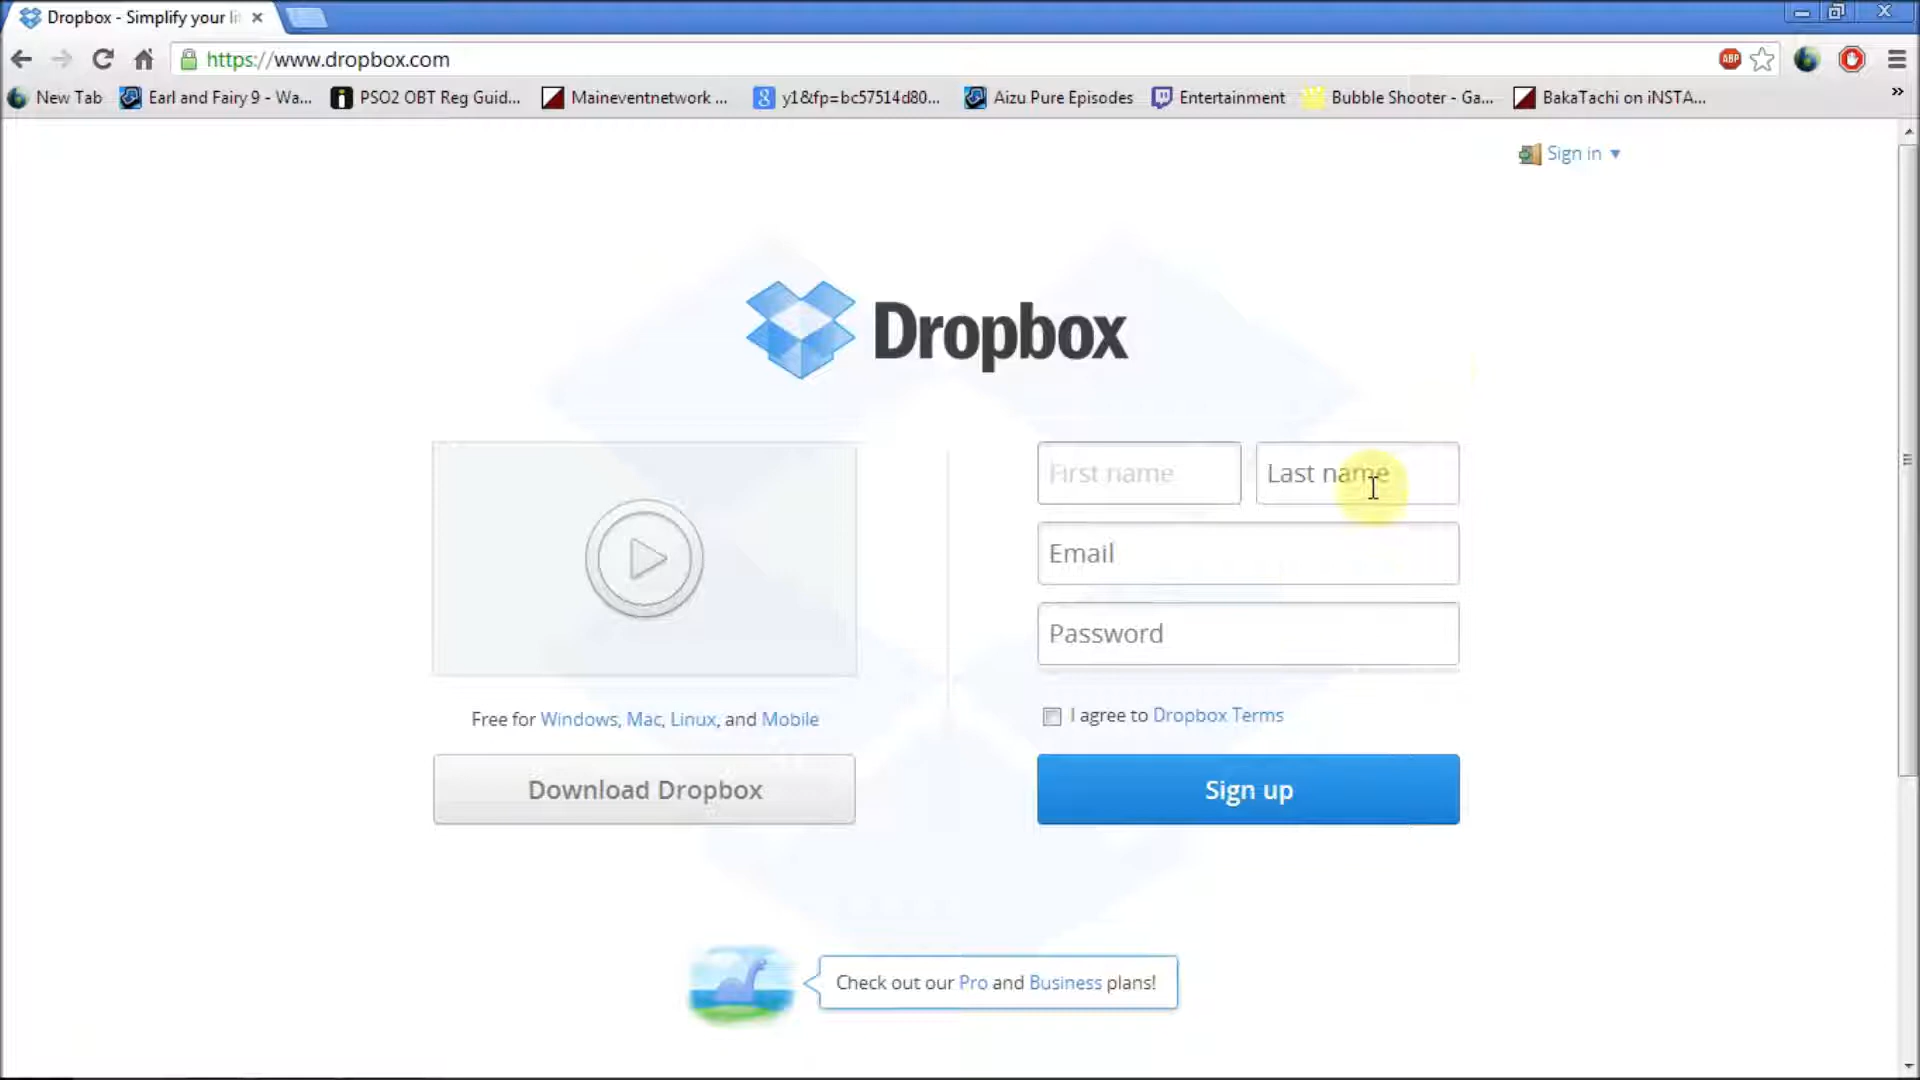 Dropbox - Simplify your li
https://www.dropbox.com
ABP
New Tab
Earl and Fairy 9 - Wa...
PSO2 OBT Reg Guid...
Maineventnetwork ...
y1&fp=bc57514d80...
Aizu Pure Episodes
Entertainment
Bubble Shooter - Ga...
BakaTachi on iNSTA...
Sign in
Dropbox
First name
Last name
Email
Password
Free for Windows, Mac, Linux, and Mobile
I agree to Dropbox Terms
Download Dropbox
Sign up
Check out our Pro and Business plans!